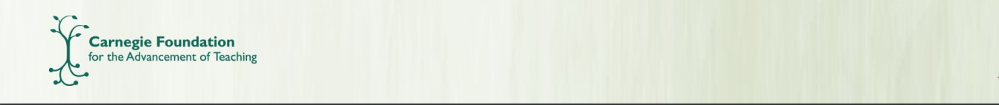 Carnegie Foundation
for the Advancement of Teaching